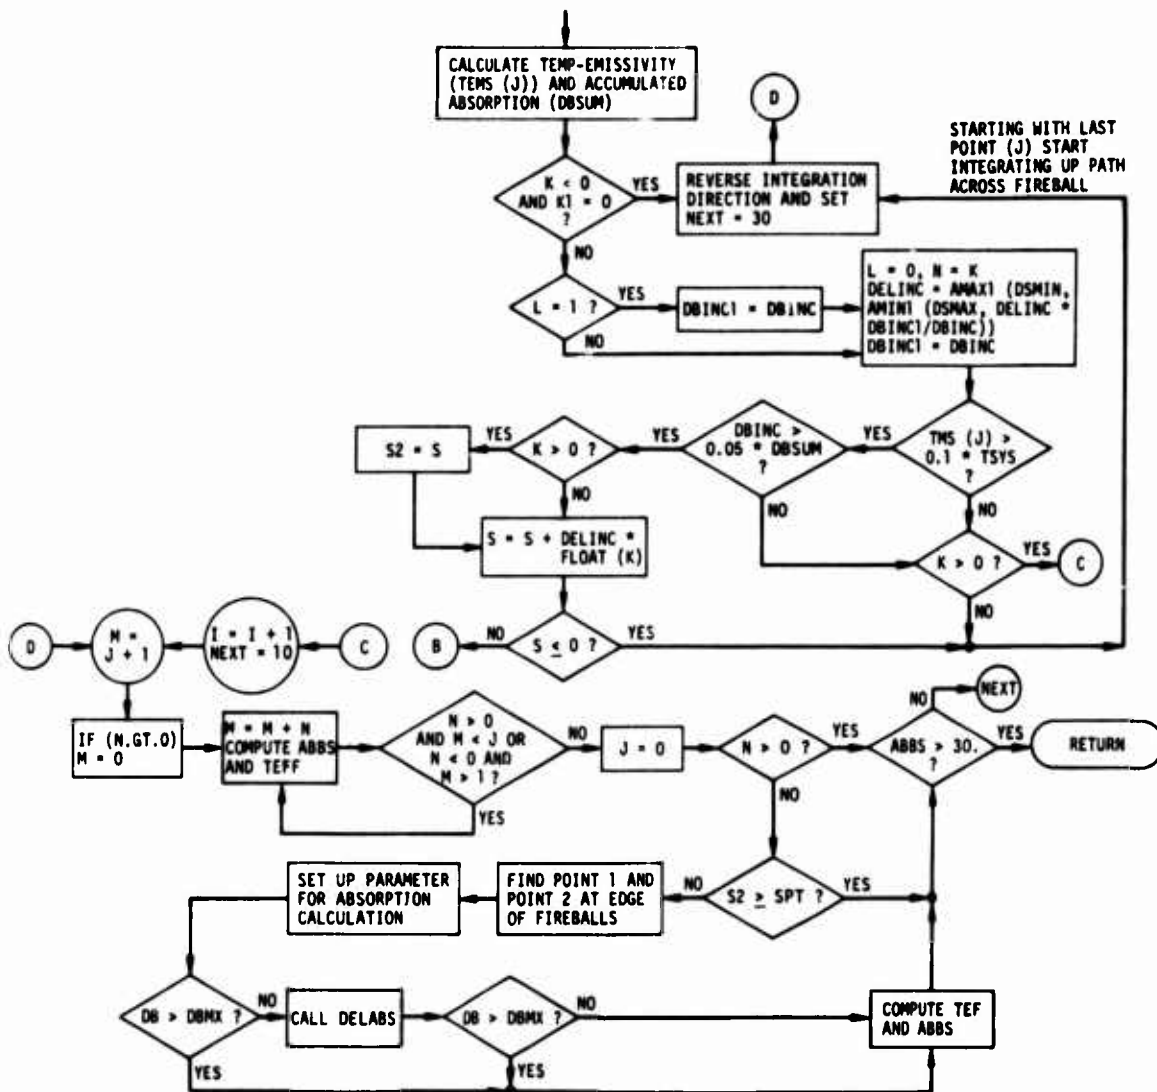 CALCULATE TEMP-EMISSIVITY
(TEMS (J)) AND ACCUMULATED
ABSORPTION (DBSUM)
D
STARTING WITH LAST
POINT (J) START
INTEGRATING UP PATH
ACROSS FIREBALL
K < 0
AND K1 = 0
?
YES
REVERSE INTEGRATION
DIRECTION AND SET
NEXT = 30
NO
L = 1 ?
YES
DBINC1 = DBINC
L = 0, N = K
DELINC = AMAX1 (DSMIN,
AMIN1 (DSMAX, DELINC *
DBINC1/DBINC))
DBINC1 = DBINC
NO
S2 = S
YES
K > 0 ?
YES
DBINC >
0.05 * DBSUM
?
YES
TMS (J) >
0.1 * TSYS
?
NO
NO
NO
S = S + DELINC *
FLOAT (K)
K > 0 ?
YES
C
NO
D
M =
J + 1
I = I + 1
NEXT = 10
C
B
NO
S ≤ 0 ?
YES
IF (N.GT.0)
M = 0
M = M + N
COMPUTE ABBS
AND TEFF
N > 0
AND M < J OR
N < 0 AND
M > 1 ?
NO
YES
J = 0
N > 0 ?
YES
NO
ABBS > 30.
?
NO
NEXT
YES
RETURN
SET UP PARAMETER
FOR ABSORPTION
CALCULATION
FIND POINT 1 AND
POINT 2 AT EDGE
OF FIREBALLS
NO
S2 ≥ SPT ?
YES
DB > DBMX ?
NO
CALL DELABS
DB > DBMX ?
NO
COMPUTE TEF
AND ABBS
YES
YES